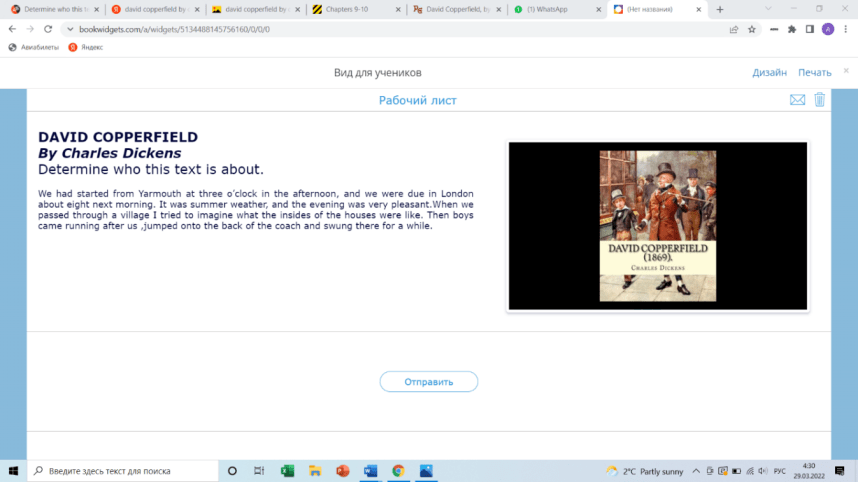 Determine who this t
david copperfield by
david copperfield by
Chapters 9-10
David Copperfield, by
(1) WhatsApp
(Нет названия)
bookwidgets.com/a/widgets/5134488145756160/0/0/0
Авиабилеты
Яндекс
Вид для учеников
Дизайн
Печать
Рабочий лист
DAVID COPPERFIELD
By Charles Dickens
Determine who this text is about.
We had started from Yarmouth at three o'clock in the afternoon, and we were due in London
about eight next morning. It was summer weather, and the evening was very pleasant.When we
passed through a village I tried to imagine what the insides of the houses were like. Then boys
came running after us ,jumped onto the back of the coach and swung there for a while.
DAVID COPPERFIELD
(1869).
CHARLES DICKENS
Отправить
Введите здесь текст для поиска
2°C Partly sunny
РУС
4:30
29.03.2022